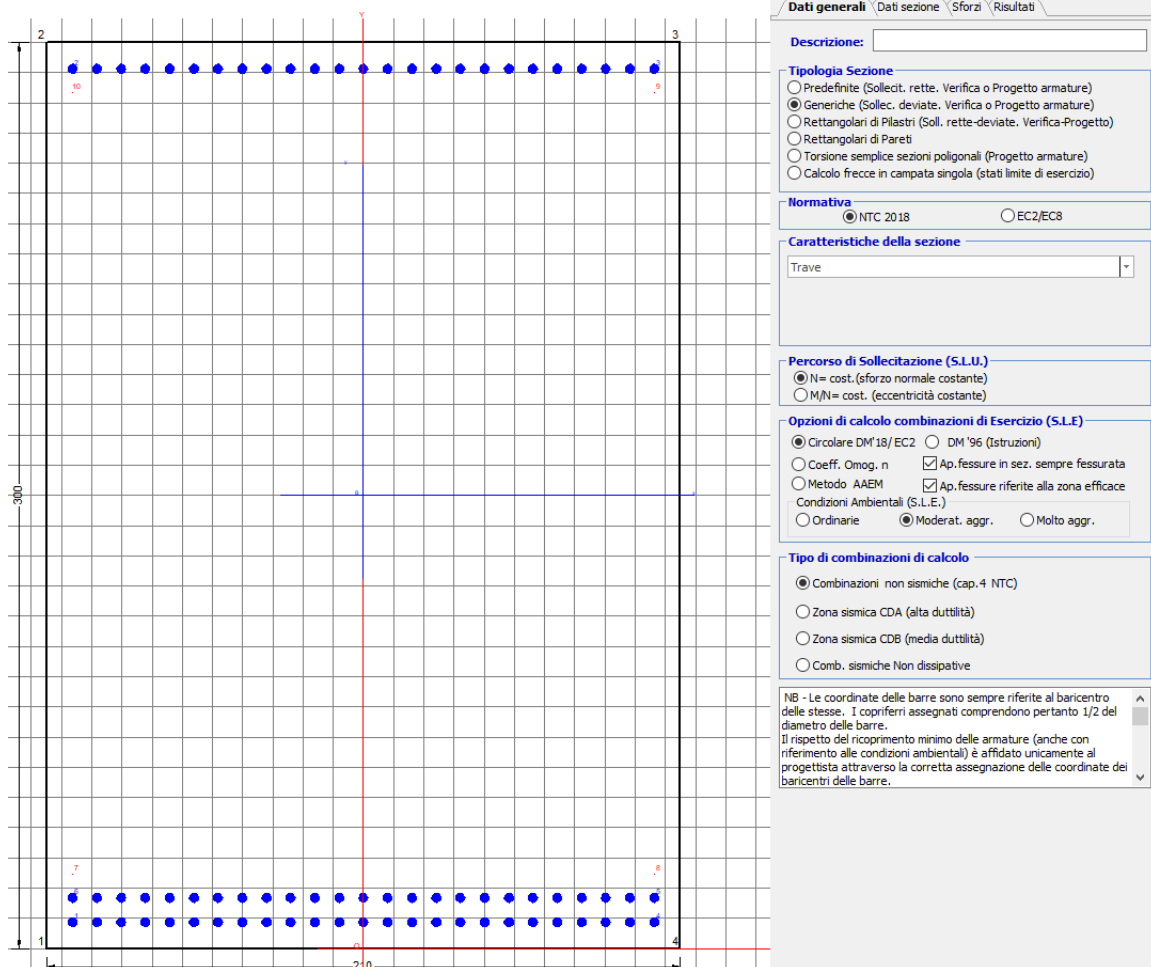 Y
2
3
2
3
10
9
300
7
8
6
5
1
4
1
4
O
210
Dati generali
Dati sezione
Sforzi
Risultati
Descrizione:
Tipologia Sezione
Predefinite (Sollecit. rette. Verifica o Progetto armature)
Generiche (Sollec. deviate. Verifica o Progetto armature)
Rettangolari di Pilastri (Soll. rette-deviate. Verifica-Progetto)
Rettangolari di Pareti
Torsione semplice sezioni poligonali (Progetto armature)
Calcolo frecce in campata singola (stati limite di esercizio)
Normativa
NTC 2018
EC2/EC8
Caratteristiche della sezione
Trave
Percorso di Sollecitazione (S.L.U.)
N= cost.(sforzo normale costante)
M/N= cost. (eccentricità costante)
Opzioni di calcolo combinazioni di Esercizio (S.L.E)
Circolare DM'18/ EC2
DM '96 (Istruzioni)
Coeff. Omog. n
Ap.fessure in sez. sempre fessurata
Metodo AAEM
Ap.fessure riferite alla zona efficace
Condizioni Ambientali (S.L.E.)
Ordinarie
Moderat. aggr.
Molto aggr.
Tipo di combinazioni di calcolo
Combinazioni non sismiche (cap.4 NTC)
Zona sismica CDA (alta duttilità)
Zona sismica CDB (media duttilità)
Comb. sismiche Non dissipative
NB - Le coordinate delle barre sono sempre riferite al baricentro
delle stesse. I copriferri assegnati comprendono pertanto 1/2 del
diametro delle barre.
Il rispetto del ricoprimento minimo delle armature (anche con
riferimento alle condizioni ambientali) è affidato unicamente al
progettista attraverso la corretta assegnazione delle coordinate dei
baricentri delle barre.